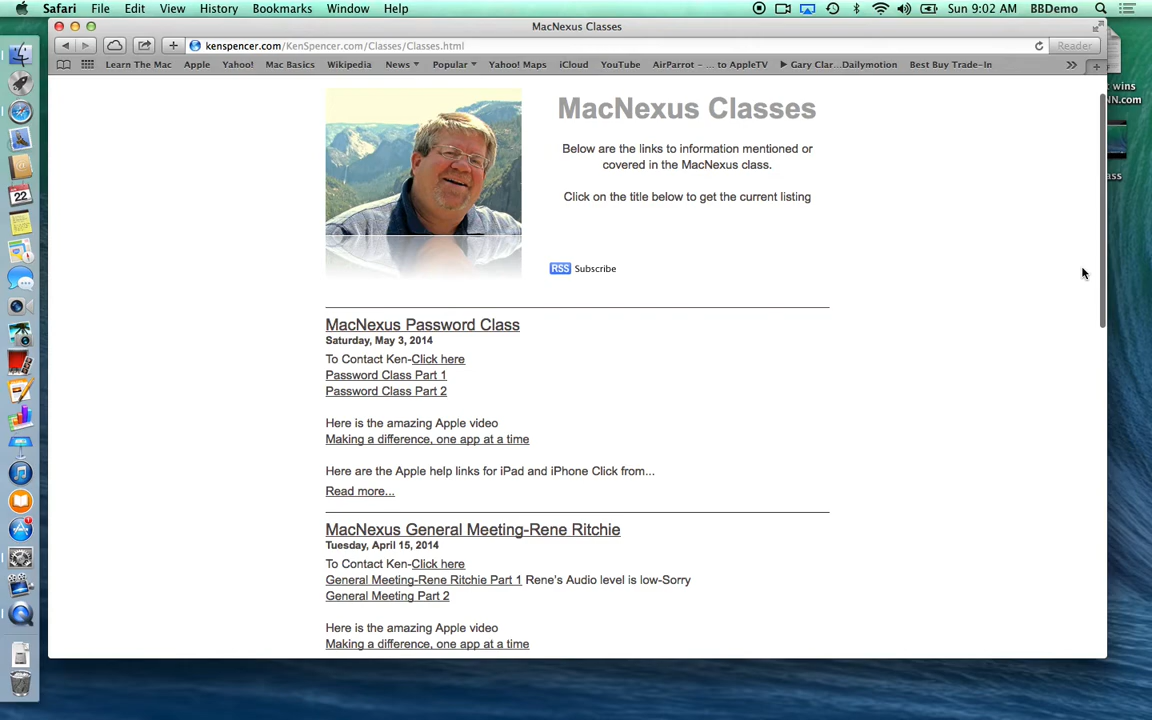 Safari File Edit View History Bookmarks Window Help Sun 9:02 AM BBDemo
MacNexus Classes
kenspencer.com/KenSpencer.com/Classes/Classes.html Reader
Learn The Mac Apple Yahoo! Mac Basics Wikipedia News Popular Yahoo! Maps iCloud YouTube AirParrot - ... to AppleTV Gary Clar...Dailymotion Best Buy Trade-In
t wins
NN.com
ass
22
MacNexus Classes
Below are the links to information mentioned or
covered in the MacNexus class.
Click on the title below to get the current listing
RSS Subscribe
MacNexus Password Class
Saturday, May 3, 2014
To Contact Ken-Click here
Password Class Part 1
Password Class Part 2
Here is the amazing Apple video
Making a difference, one app at a time
Here are the Apple help links for iPad and iPhone Click from...
Read more...
MacNexus General Meeting-Rene Ritchie
Tuesday, April 15, 2014
To Contact Ken-Click here
General Meeting-Rene Ritchie Part 1 Rene's Audio level is low-Sorry
General Meeting Part 2
Here is the amazing Apple video
Making a difference, one app at a time